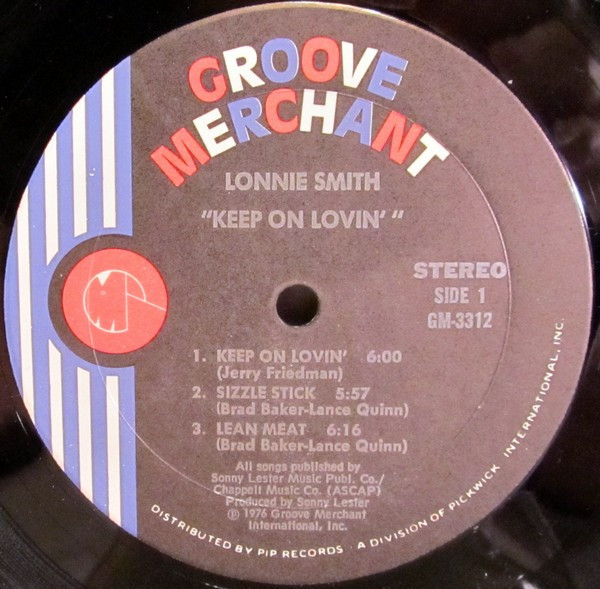 GROOVE
MERCHANT
LONNIE SMITH
"KEEP ON LOVIN' "
STEREO
SIDE 1
GM-3312
1. KEEP ON LOVIN' 6:00
(Jerry Friedman)
2. SIZZLE STICK 5:57
(Brad Baker-Lance Quinn)
3. LEAN MEAT 6:16
(Brad Baker-Lance Quinn)
All songs published by
Sonny Lester Music Publ. Co./
Chappell Music Co. (ASCAP)
Produced by Sonny Lester
℗ 1976 Groove Merchant
International, Inc.
DISTRIBUTED BY PIP RECORDS · A DIVISION OF PICKWICK INTERNATIONAL, INC.